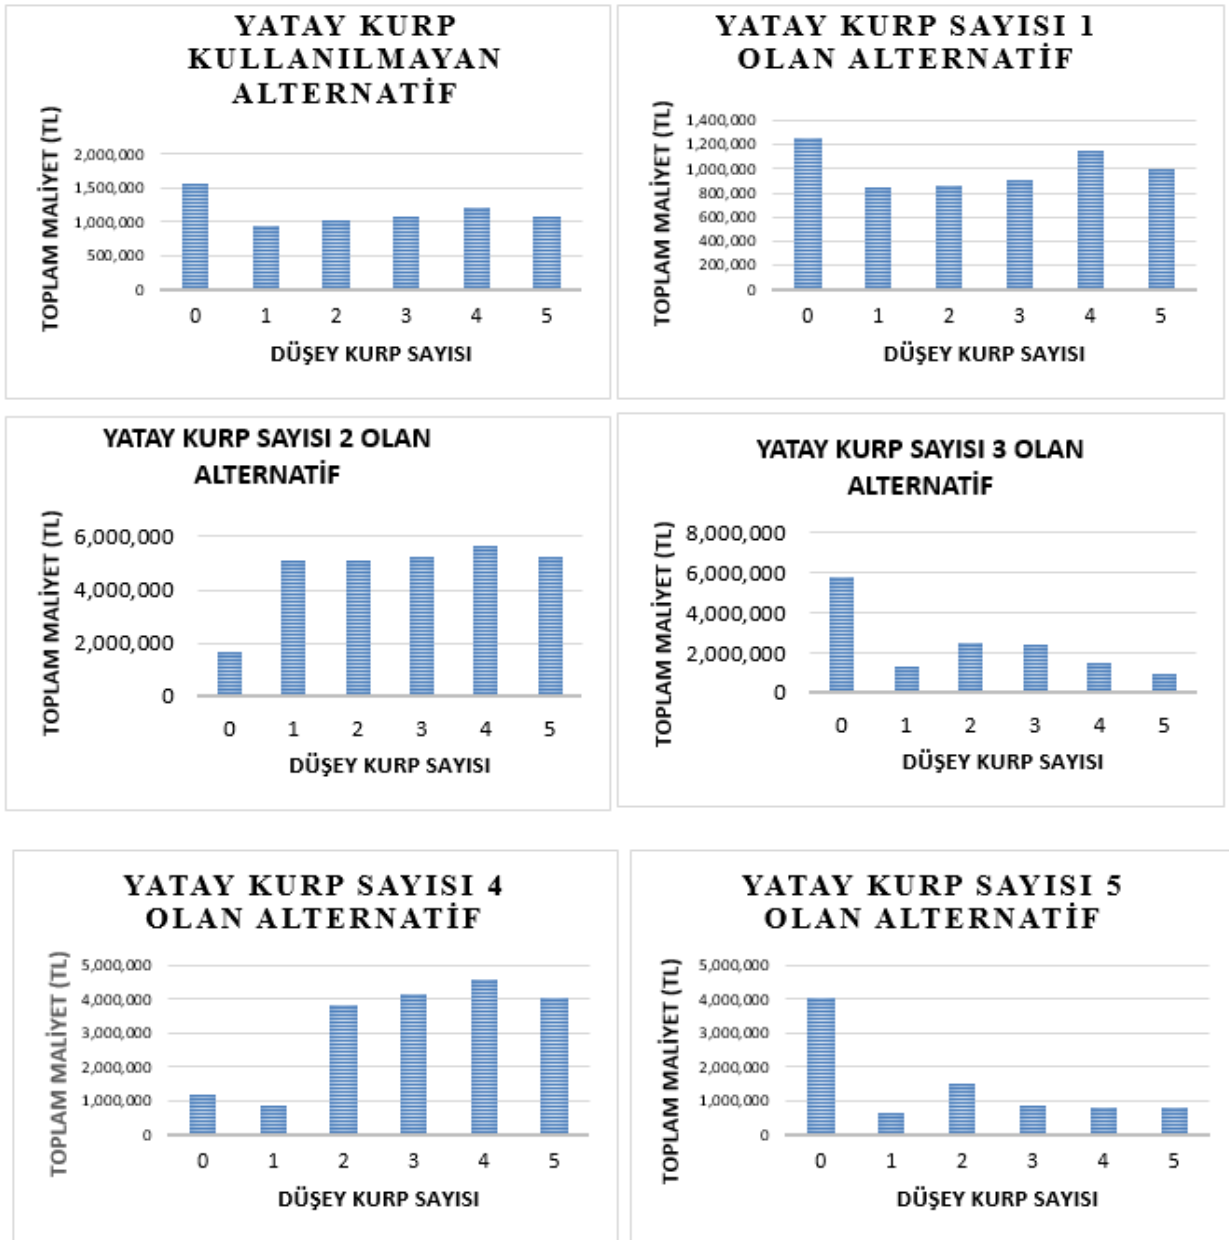 YATAY KURP
KULLANILMAYAN
ALTERNATİF
TOPLAM MALİYET (TL)
2,000,000
1,500,000
1,000,000
500,000
0
0 1 2 3 4 5
DÜŞEY KURP SAYISI
YATAY KURP SAYISI 1
OLAN ALTERNATİF
TOPLAM MALİYET (TL)
1,400,000
1,200,000
1,000,000
800,000
600,000
400,000
200,000
0
0 1 2 3 4 5
DÜŞEY KURP SAYISI
YATAY KURP SAYISI 2 OLAN
ALTERNATİF
TOPLAM MALİYET (TL)
6,000,000
4,000,000
2,000,000
0
0 1 2 3 4 5
DÜŞEY KURP SAYISI
YATAY KURP SAYISI 3 OLAN
ALTERNATİF
TOPLAM MALİYET (TL)
8,000,000
6,000,000
4,000,000
2,000,000
0
0 1 2 3 4 5
DÜŞEY KURP SAYISI
YATAY KURP SAYISI 4
OLAN ALTERNATİF
TOPLAM MALİYET (TL)
5,000,000
4,000,000
3,000,000
2,000,000
1,000,000
0
0 1 2 3 4 5
DÜŞEY KURP SAYISI
YATAY KURP SAYISI 5
OLAN ALTERNATİF
TOPLAM MALİYET (TL)
5,000,000
4,000,000
3,000,000
2,000,000
1,000,000
0
0 1 2 3 4 5
DÜŞEY KURP SAYISI